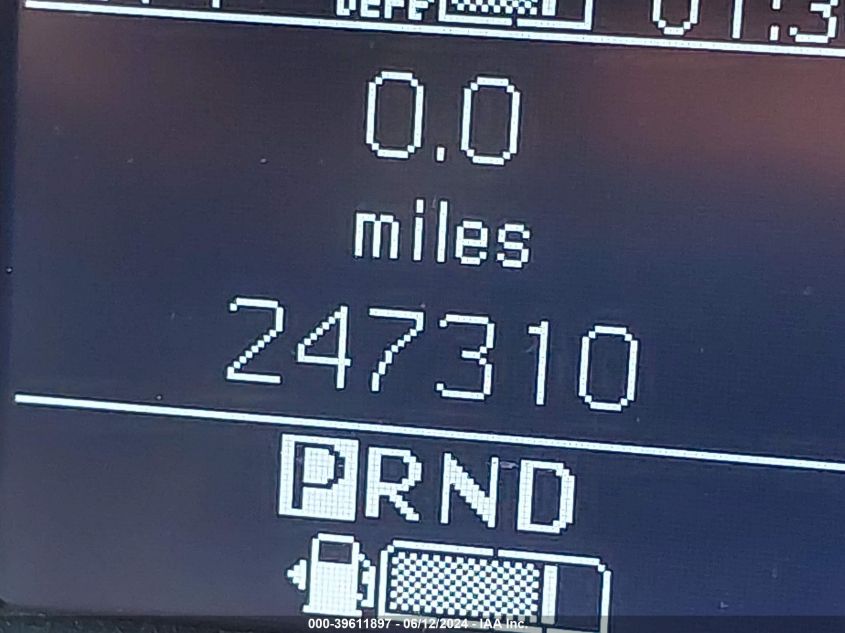 0.0
miles
247310
PRND
000-39611897 - 06/12/2024 - IAA Inc.